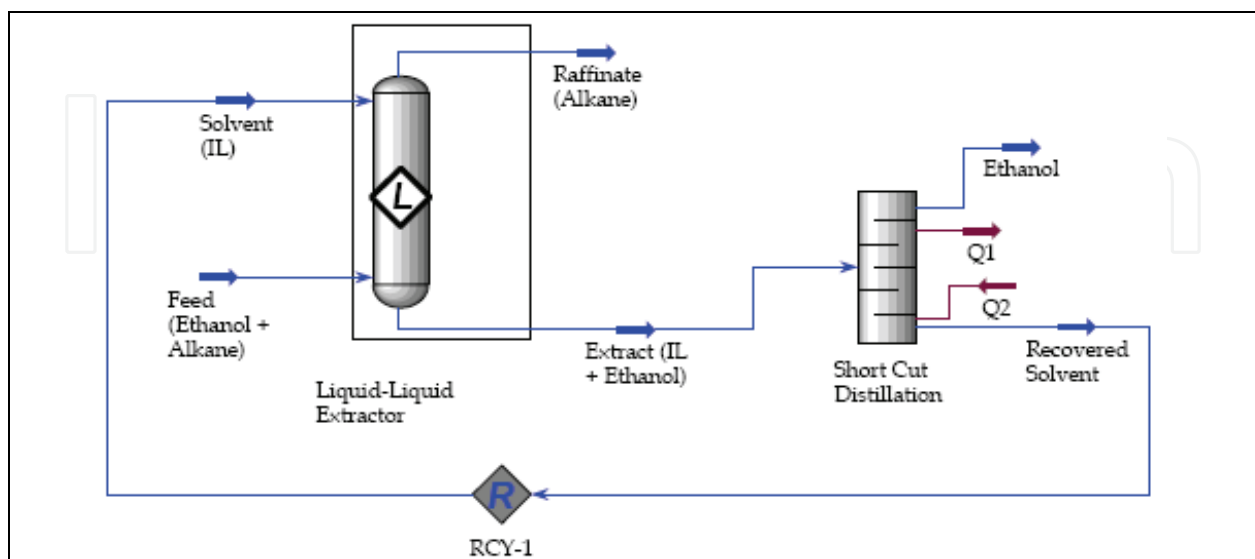 Raffinate
(Alkane)
Solvent
(IL)
L
Ethanol
Q1
Feed
(Ethanol +
Alkane)
Q2
Extract (IL
+ Ethanol)
Short Cut
Distillation
Recovered
Solvent
Liquid-Liquid
Extractor
R
RCY-1